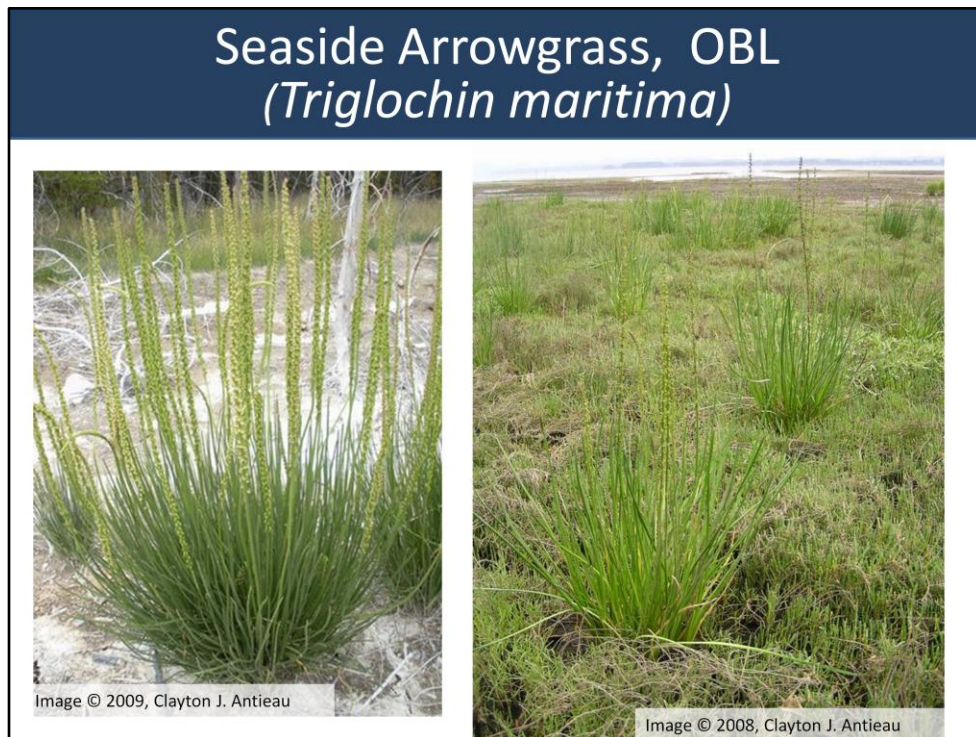 Seaside Arrowgrass,  OBL
(Triglochin maritima)
Image © 2009, Clayton J. Antieau
Image © 2008, Clayton J. Antieau